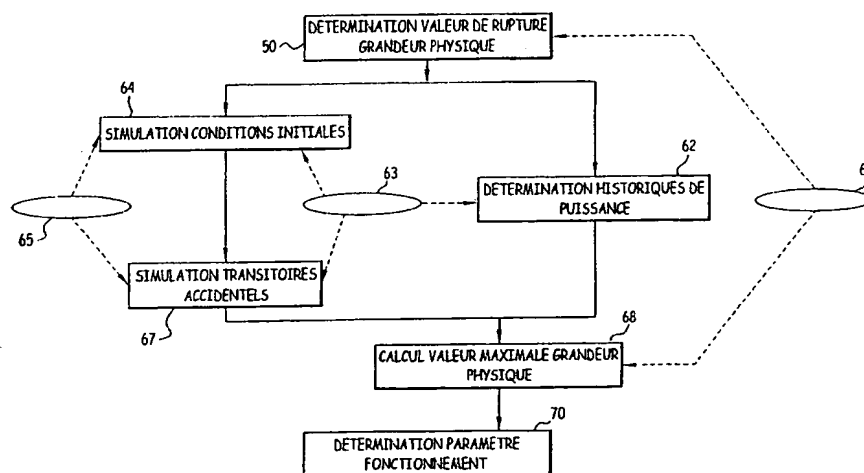 DETERMINATION VALEUR DE RUPTURE
GRANDEUR PHYSIQUE
50
64
SIMULATION CONDITIONS INITIALES
62
63
DETERMINATION HISTORIQUES DE
PUISSANCE
65
SIMULATION TRANSITOIRES
ACCIDENTELS
67
68
CALCUL VALEUR MAXIMALE GRANDEUR
PHYSIQUE
70
DETERMINATION PARAMETRE
FONCTIONNEMENT